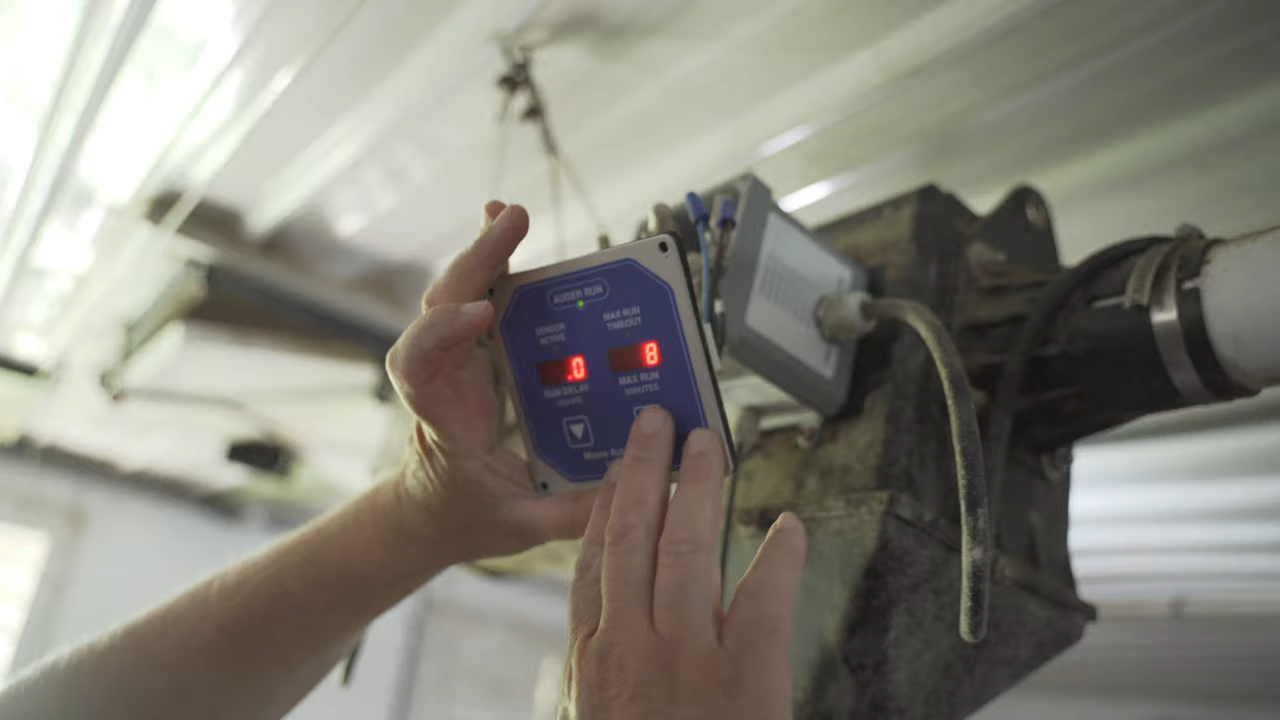 AUGER RUN
SENSOR
ACTIVE
MAX RUN
TIMEOUT
.0
8
RUN DELAY
HOURS
MAX RUN
MINUTES